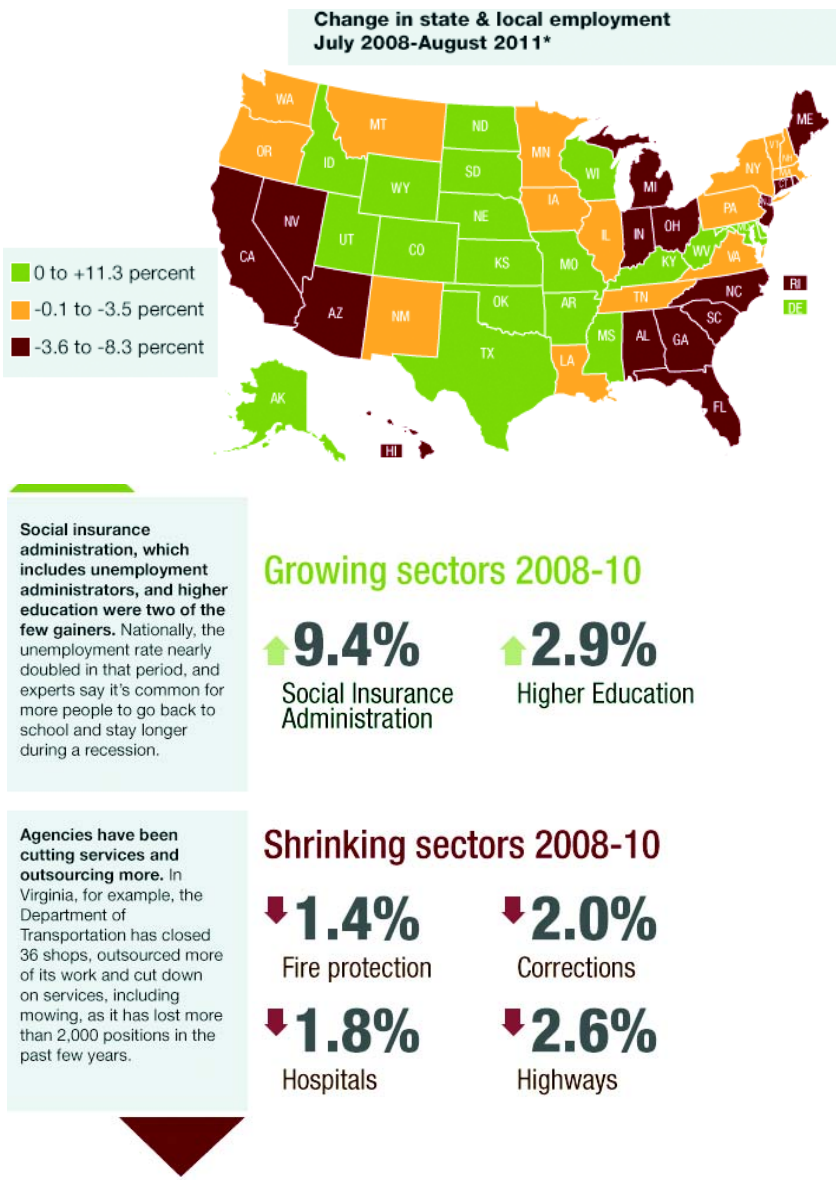 Change in state & local employment
July 2008-August 2011*
WA
MT
ND
MN
ME
OR
ID
SD
WI
VT
NH
NY
WY
MI
MA
CT
IA
PA
NJ
NV
NE
IL
IN
OH
UT
CO
CA
KS
MO
WV
VA
KY
0 to +11.3 percent
-0.1 to -3.5 percent
-3.6 to -8.3 percent
AZ
NM
OK
AR
TN
NC
RI
DE
SC
MS
AL
GA
TX
LA
AK
FL
HI
Social insurance
administration, which
includes unemployment
administrators, and higher
education were two of the
few gainers. Nationally, the
unemployment rate nearly
doubled in that period, and
experts say it's common for
more people to go back to
school and stay longer
during a recession.
Growing sectors 2008-10
9.4%
Social Insurance
Administration
2.9%
Higher Education
Agencies have been
cutting services and
outsourcing more. In
Virginia, for example, the
Department of
Transportation has closed
36 shops, outsourced more
of its work and cut down
on services, including
mowing, as it has lost more
than 2,000 positions in the
past few years.
Shrinking sectors 2008-10
1.4%
Fire protection
2.0%
Corrections
1.8%
Hospitals
2.6%
Highways